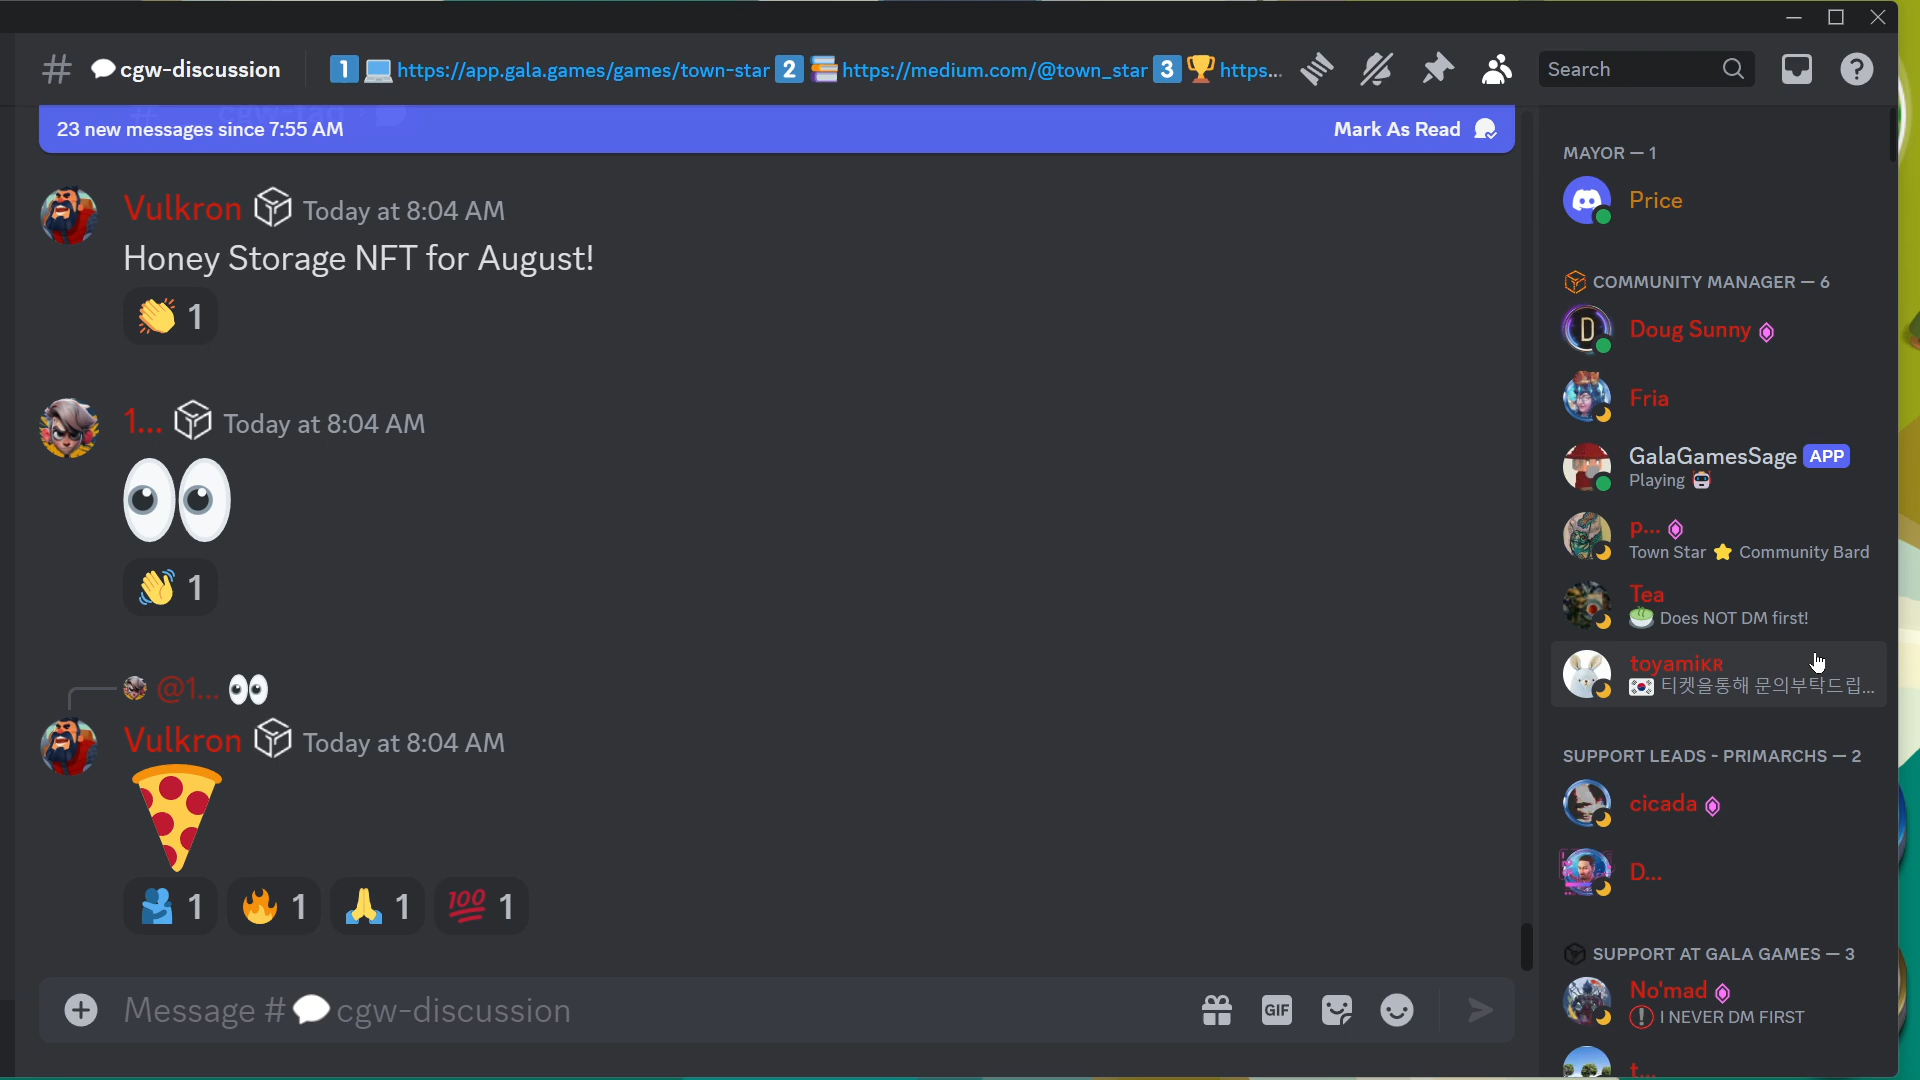 cgw-discussion
1 https://app.gala.games/games/town-star 2 https://medium.com/@town_star 3 https...
Search
23 new messages since 7:55 AM
Mark As Read
Vulkron Today at 8:04 AM
Honey Storage NFT for August!
1
1... Today at 8:04 AM
1
@1...
Vulkron Today at 8:04 AM
1 1 1 100 1
Message # cgw-discussion
GIF
MAYOR — 1
Price
COMMUNITY MANAGER — 6
D
Doug Sunny
Fria
GalaGamesSage APP
Playing
p...
Town Star Community Bard
Tea
Does NOT DM first!
toyamiKR
티켓을통해 문의부탁드립...
SUPPORT LEADS - PRIMARCHS — 2
cicada
D...
SUPPORT AT GALA GAMES — 3
No'mad
I NEVER DM FIRST
t...